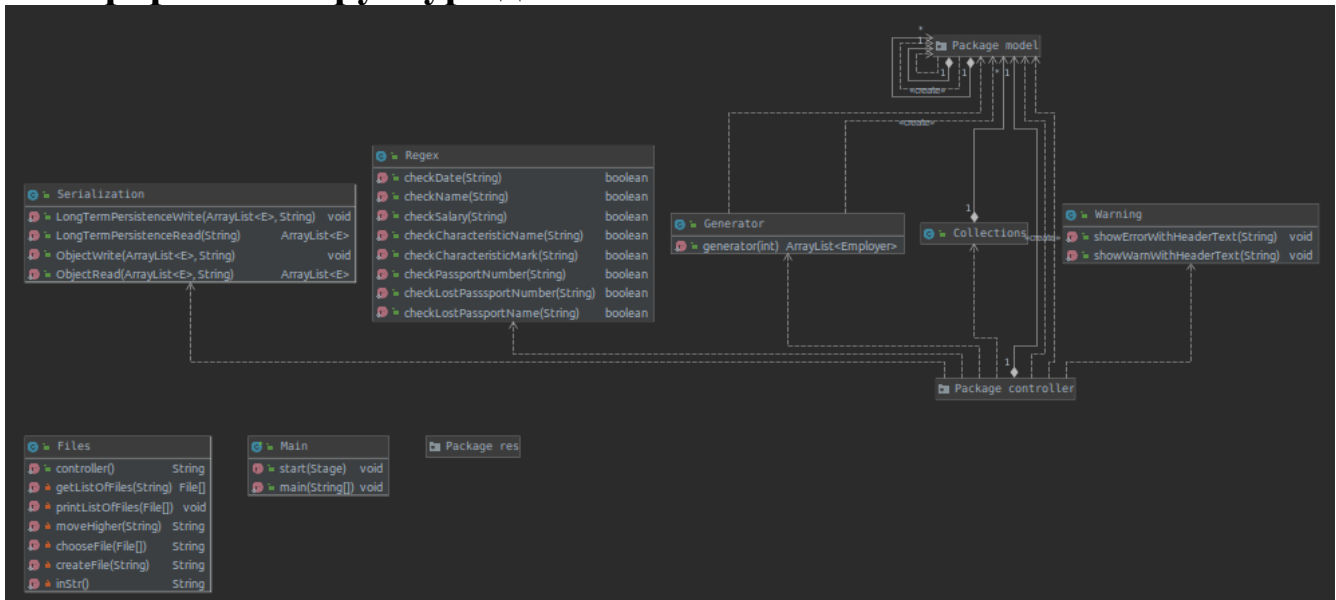 *
1
Package model
1
1
* 1
«create»
«create»
Regex
checkDate(String) boolean
checkName(String) boolean
checkSalary(String) boolean
checkCharacteristicName(String) boolean
checkCharacteristicMark(String) boolean
checkPassportNumber(String) boolean
checkLostPasssportNumber(String) boolean
checkLostPassportName(String) boolean
Serialization
LongTermPersistenceWrite(ArrayList<E>, String) void
LongTermPersistenceRead(String) ArrayList<E>
ObjectWrite(ArrayList<E>, String) void
ObjectRead(ArrayList<E>, String) ArrayList<E>
Generator
generator(int) ArrayList<Employer>
1
Collections
«create»
Warning
showErrorWithHeaderText(String) void
showWarnWithHeaderText(String) void
1
Package controller
Files
controller() String
getListOfFiles(String) File[]
printListOfFiles(File[]) void
moveHigher(String) String
chooseFile(File[]) String
createFile(String) String
inStr() String
Main
start(Stage) void
main(String[]) void
Package res